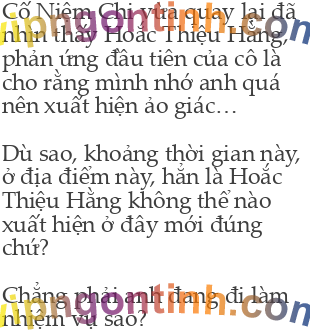 Cố Niệm Chi vừa quay lại đã
nhìn thấy Hoắc Thiệu Hằng,
phản ứng đầu tiên của cô là
cho rằng mình nhớ anh quá
nên xuất hiện ảo giác…
Dù sao, khoảng thời gian này,
ở địa điểm này, hẳn là Hoắc
Thiệu Hằng không thể nào
xuất hiện ở đây mới đúng
chứ?
Chẳng phải anh đang đi làm
nhiệm vụ sao?
vipngontinh.com
vipngontinh.com